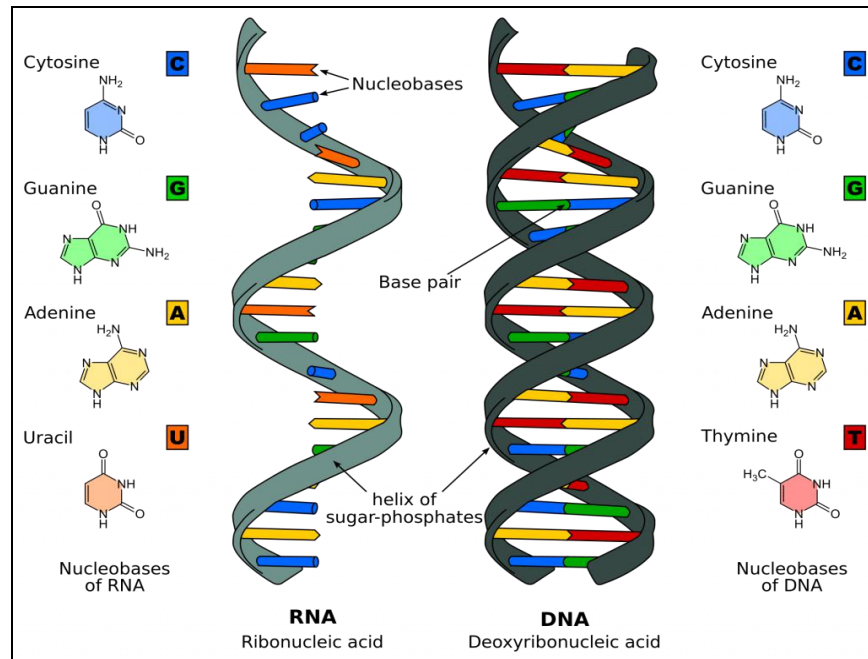 Cytosine
C
NH₂
N
N
H
O
Guanine
G
O
N
NH
N
H
N
NH₂
Adenine
A
H₂N
N
N
N
H
N
Uracil
U
O
NH
N
H
O
Nucleobases
of RNA
Nucleobases
Base pair
helix of
sugar-phosphates
RNA
Ribonucleic acid
DNA
Deoxyribonucleic acid
Cytosine
C
NH₂
N
N
H
O
Guanine
G
O
N
NH
N
H
N
NH₂
Adenine
A
H₂N
N
N
N
H
N
Thymine
T
H₃C
O
NH
N
H
O
Nucleobases
of DNA